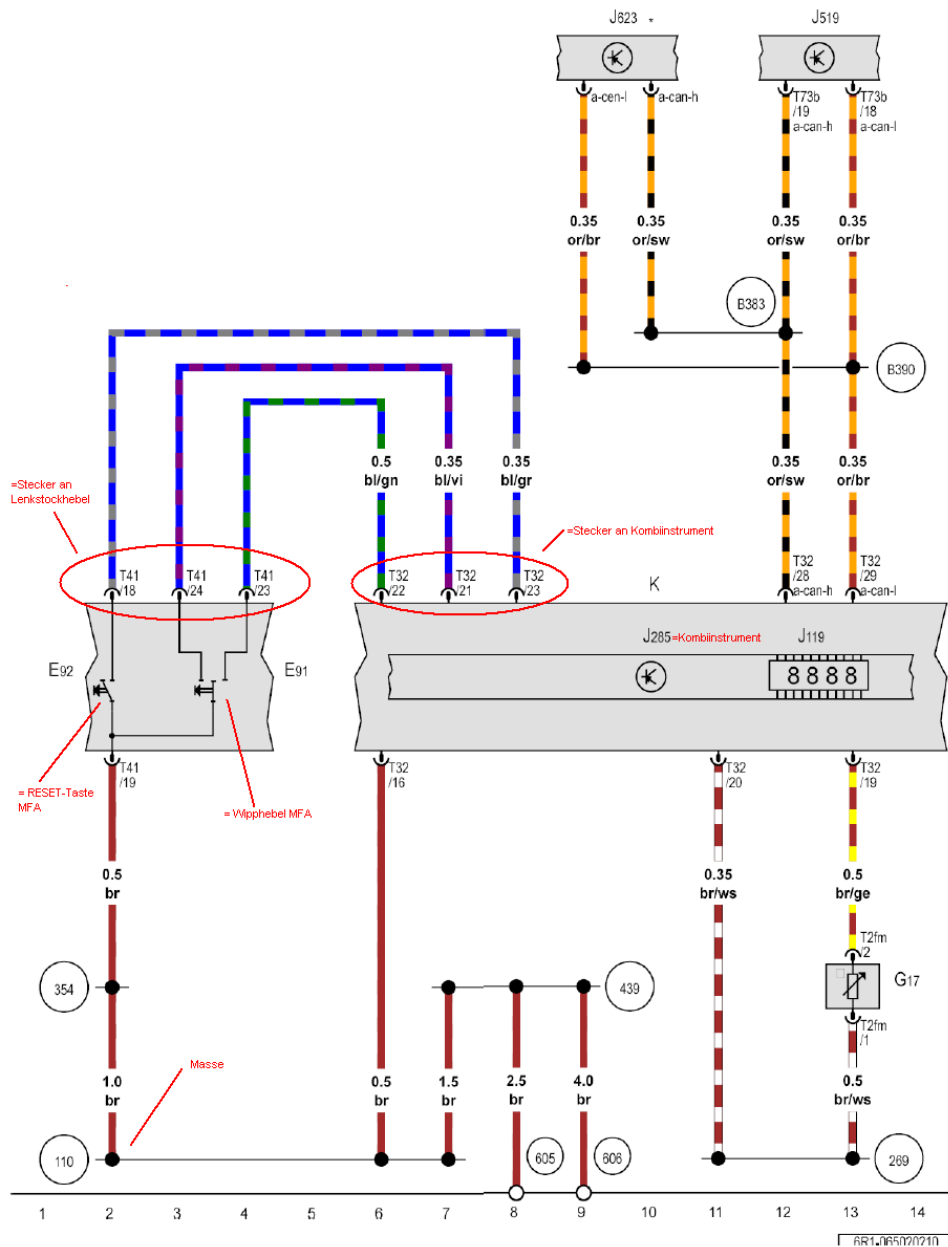 J623 *
J519
a-cen-l
a-can-h
T73b
/19
a-can-h
T73b
/18
a-can-l
0.35
or/br
0.35
or/sw
0.35
or/sw
0.35
or/br
B383
B390
0.5
bl/gn
0.35
bl/vi
0.35
bl/gr
0.35
or/sw
0.35
or/br
=Stecker an
Lenkstockhebel
=Stecker an Kombiinstrument
T41
/18
T41
/24
T41
/23
T32
/22
T32
/21
T32
/23
K
T32
/28
a-can-h
T32
/29
a-can-l
E92
E91
J285=Kombiinstrument
J119
8 8 8 8
T41
/19
T32
/16
T32
/20
T32
/19
= RESET-Taste
MFA
= Wipphebel MFA
0.5
br
0.35
br/ws
0.5
br/ge
T2fm
/2
G17
T2fm
/1
354
439
Masse
1.0
br
0.5
br
1.5
br
2.5
br
4.0
br
0.5
br/ws
110
605
606
269
1 2 3 4 5 6 7 8 9 10 11 12 13 14
6R1-065020210